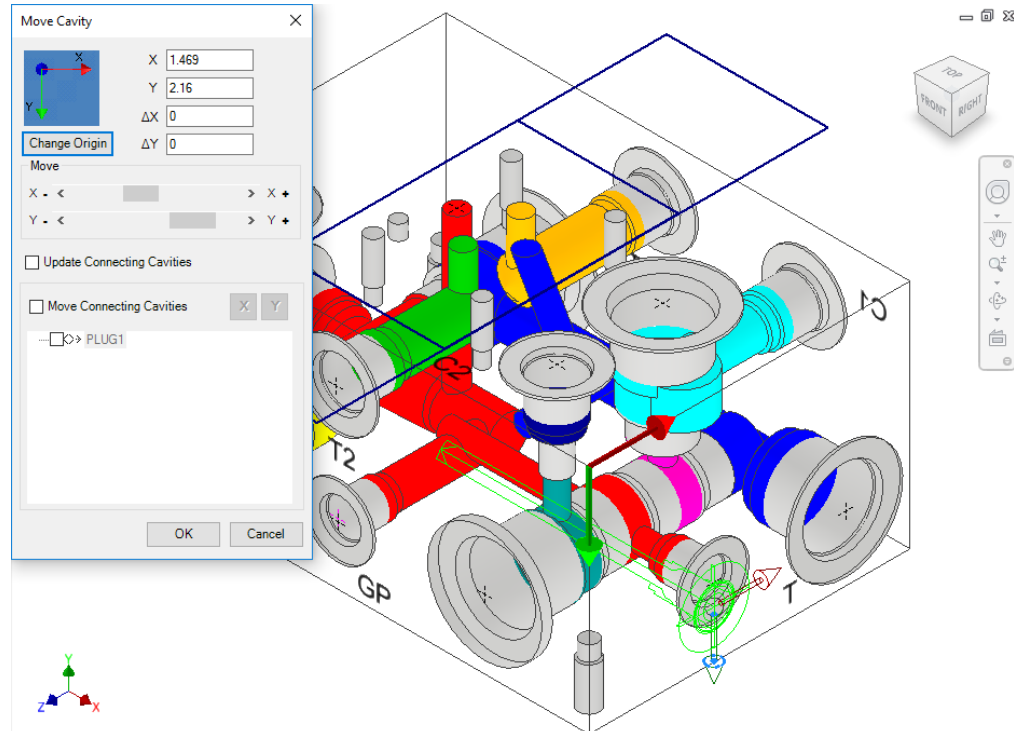 Move Cavity
X
Y
X 1.469
Y 2.16
ΔX 0
ΔY 0
Change Origin
Move
X - < > X +
Y - < > Y +
Update Connecting Cavities
Move Connecting Cavities X Y
PLUG1
OK Cancel
TOP
FRONT RIGHT
C1
C2
T2
GP
T
Y
Z X